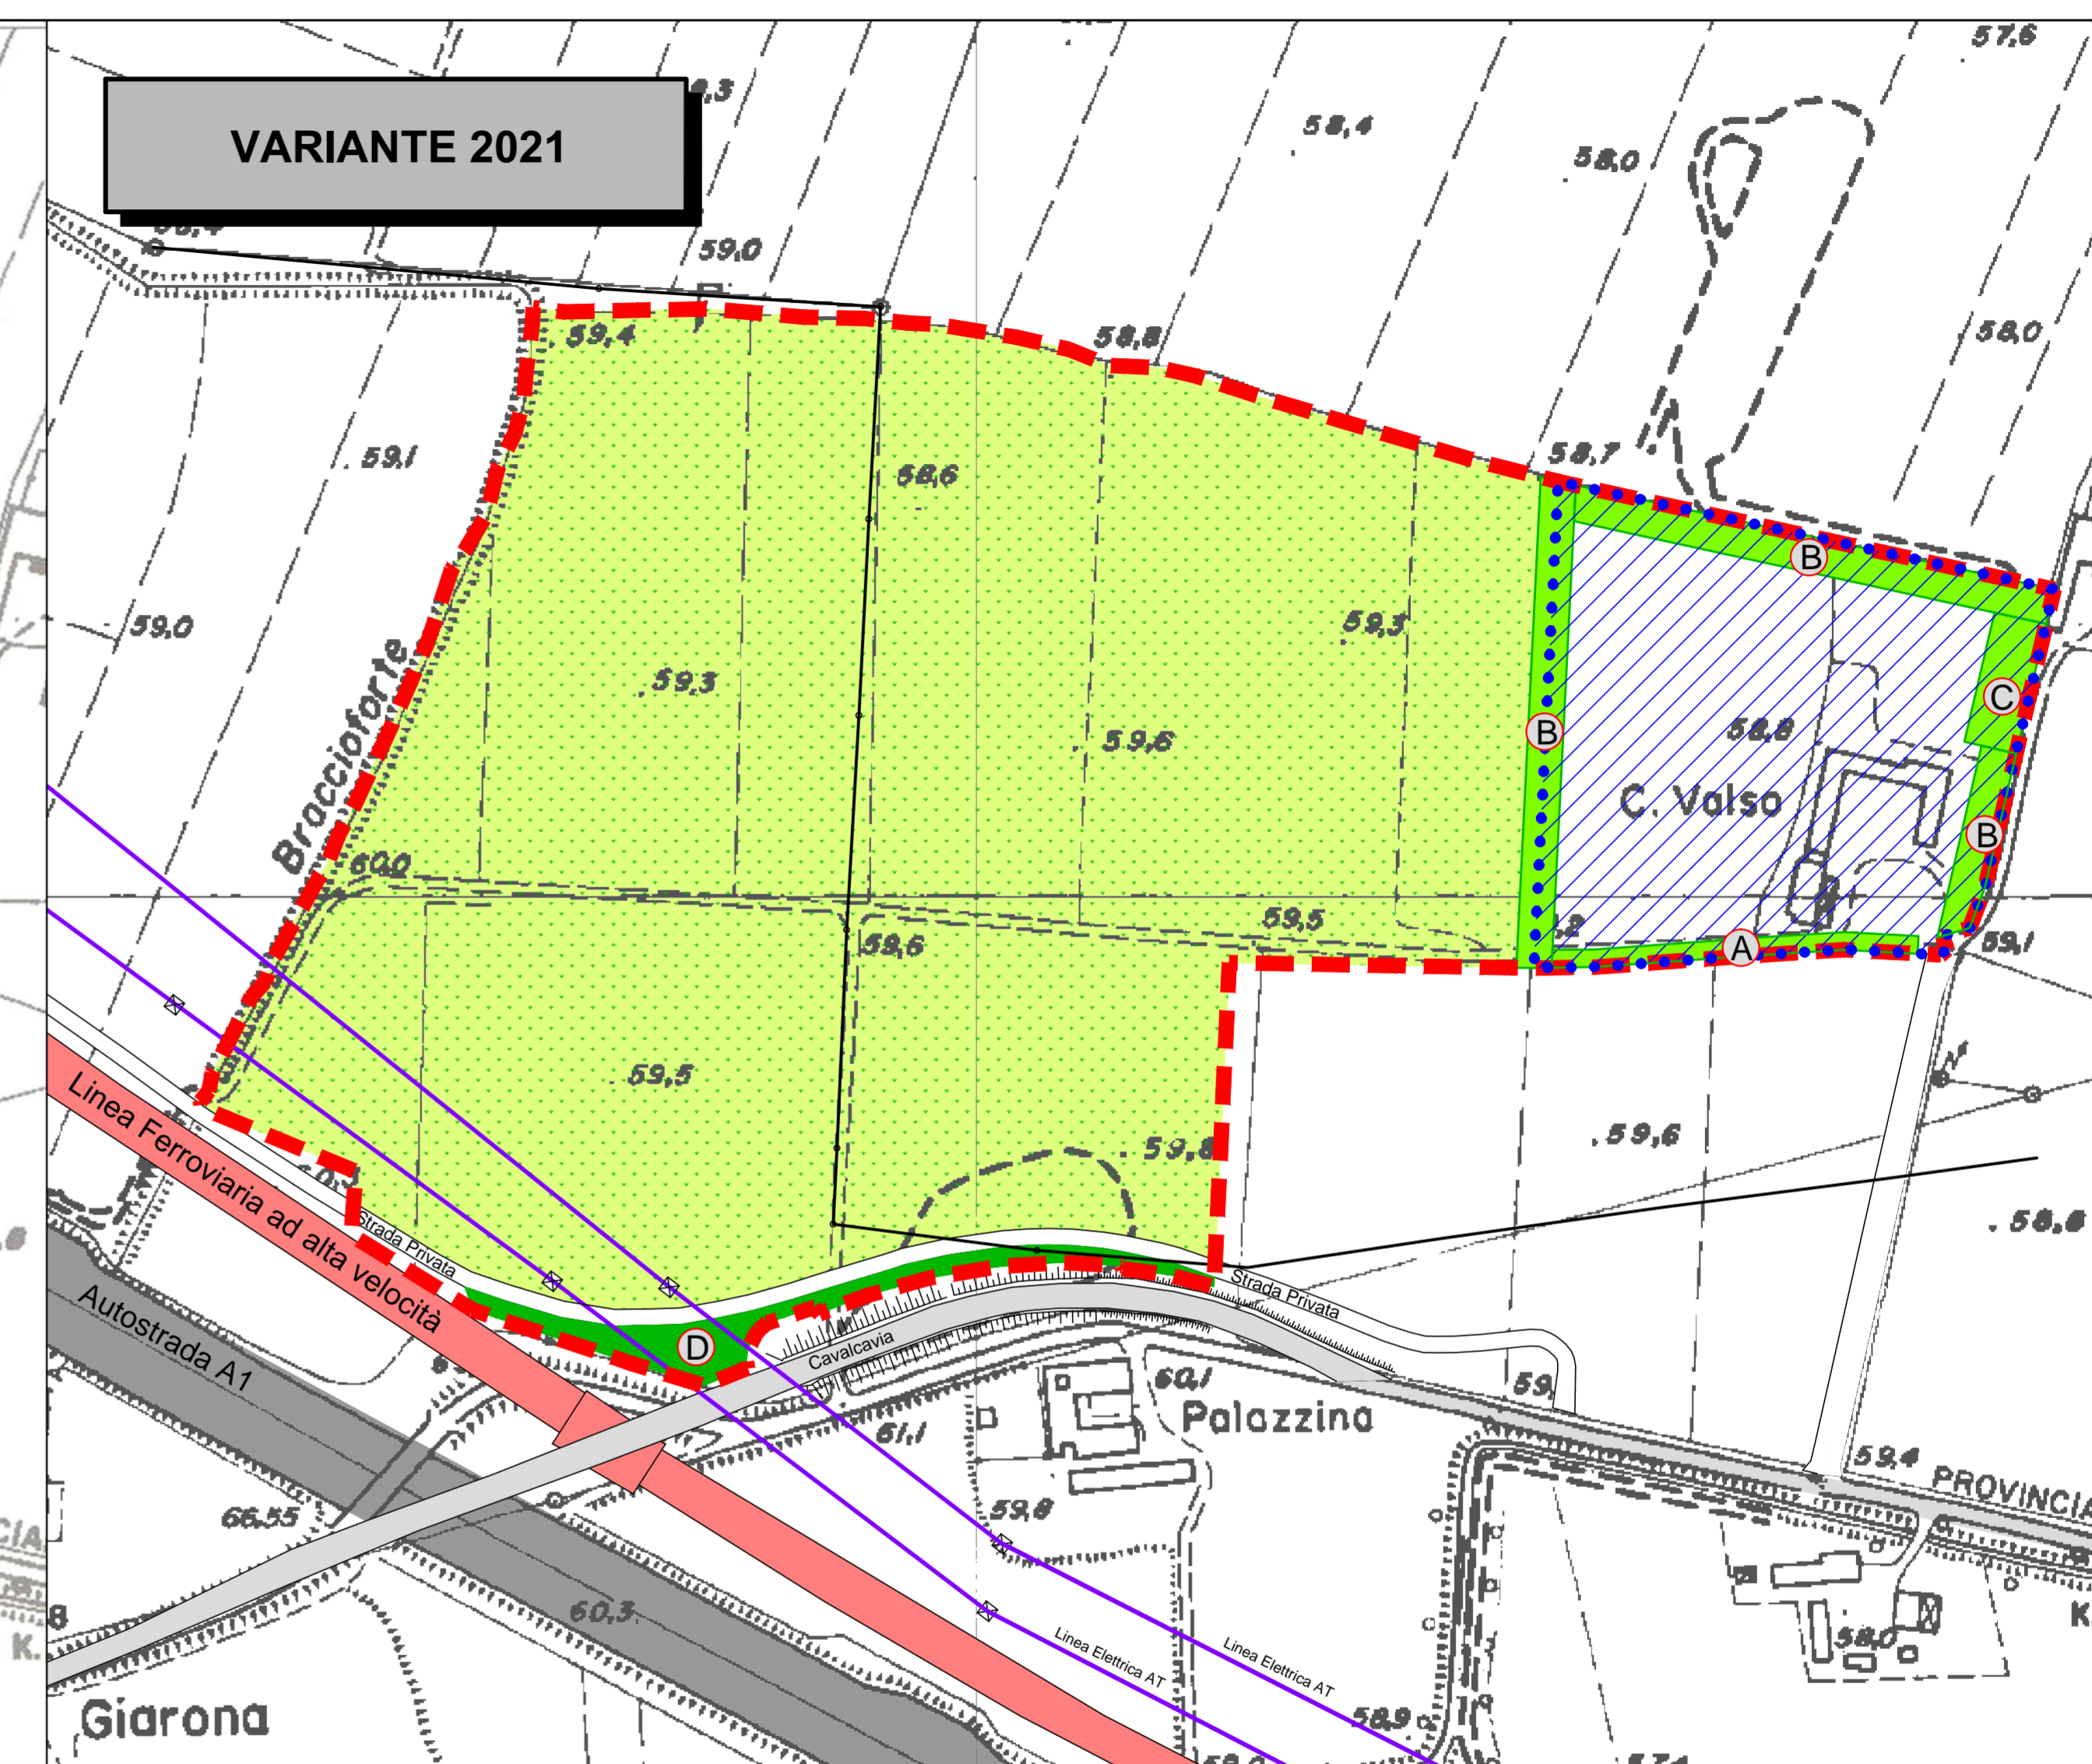 57,6
VARIANTE 2021
58,4
58,0
59,0
58,0
59,4
58,8
59,1
58,7
58,6
B
59,0
59,3
59,3
C
Braccioforte
59,6
B
58,8
C. Valso
B
60,0
59,5
59,6
A
59,1
59,5
59,6
59,8
58,8
Linea Ferroviaria ad alta velocità
Strada Privata
Strada Privata
Autostrada A1
D
Cavalcavia
60,1
59
Palazzina
61,1
59,4
PROVINCIA
66.55
59,8
60,3
Linea Elettrica AT
Linea Elettrica AT
58,0
K.
K.
Giarona
58,9